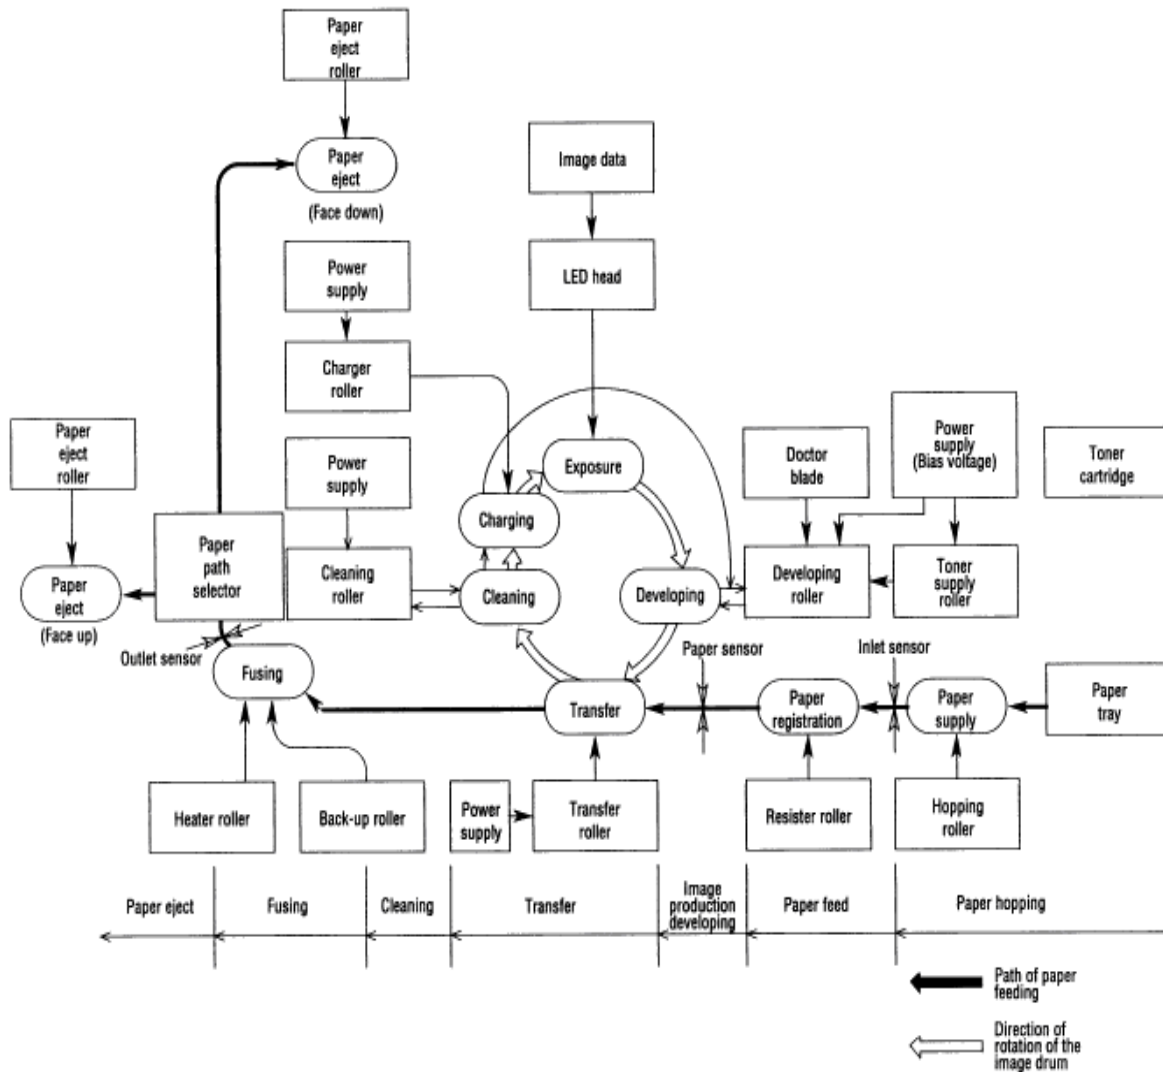 Paper
eject
roller
Paper
eject
(Face down)
Image data
LED head
Power
supply
Charger
roller
Paper
eject
roller
Power
supply
Exposure
Doctor
blade
Power
supply
(Bias voltage)
Toner
cartridge
Charging
Paper
path
selector
Cleaning
roller
Cleaning
Developing
Developing
roller
Toner
supply
roller
Paper
eject
(Face up)
Outlet sensor
Fusing
Paper sensor
Inlet sensor
Transfer
Paper
registration
Paper
supply
Paper
tray
Heater roller
Back-up roller
Power
supply
Transfer
roller
Resister roller
Hopping
roller
Paper eject
Fusing
Cleaning
Transfer
Image
production
developing
Paper feed
Paper hopping
Path of paper
feeding
Direction of
rotation of the
image drum